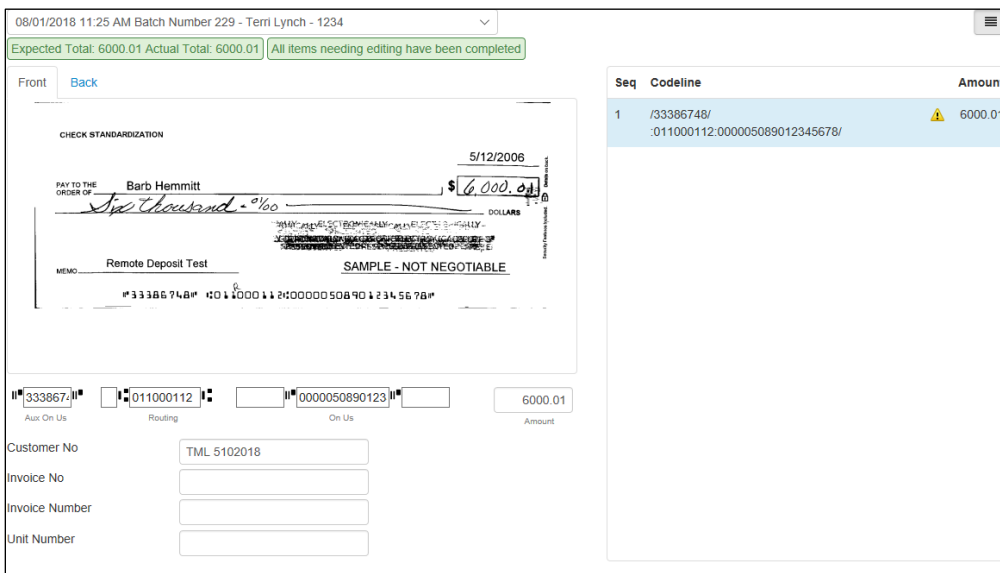 08/01/2018 11:25 AM Batch Number 229 - Terri Lynch - 1234
Expected Total: 6000.01 Actual Total: 6000.01 All items needing editing have been completed
Front Back
CHECK STANDARDIZATION
5/12/2006
PAY TO THE
ORDER OF Barb Hemmitt $ 6,000.01
Six thousand - 01/00 DOLLARS
MEMO Remote Deposit Test SAMPLE - NOT NEGOTIABLE
R
⑈33386748⑈ ⑆011000112⑆000005089012345678⑈
3338674 011000112 0000050890123 6000.01
Aux On Us Routing On Us Amount
Customer No TML 5102018
Invoice No
Invoice Number
Unit Number
Seq Codeline Amount
1 /33386748/ 6000.01
:011000112:000005089012345678/